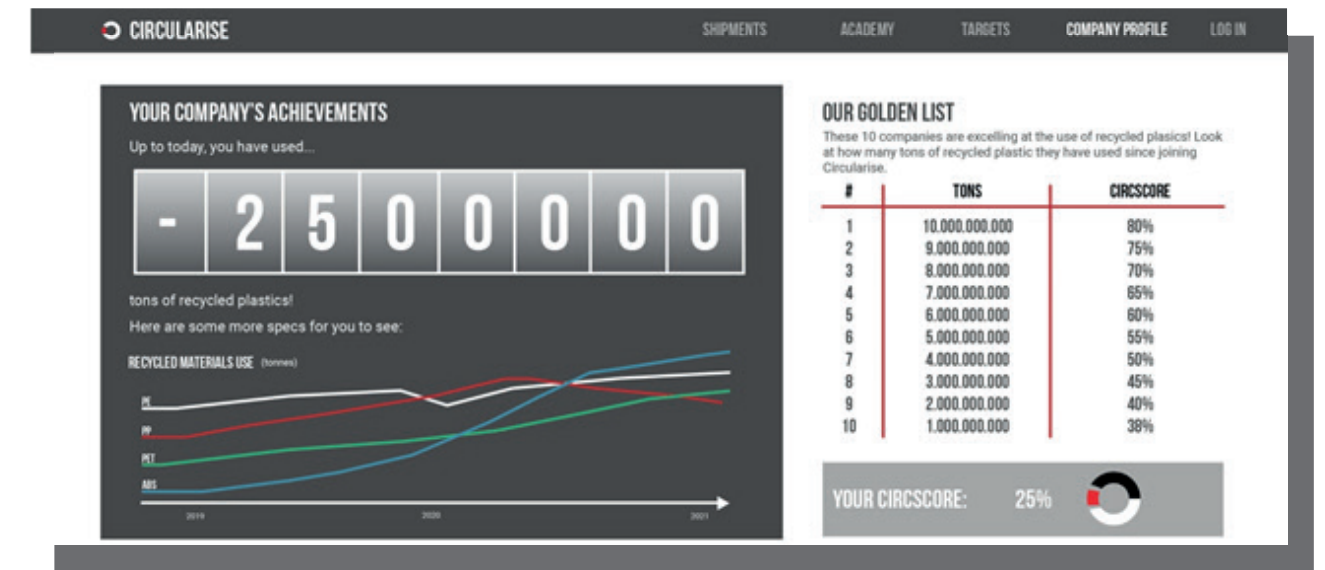 CIRCULARISE
SHIPMENTS
ACADEMY
TARGETS
COMPANY PROFILE
LOG IN
YOUR COMPANY'S ACHIEVEMENTS
Up to today, you have used...
- 2 5 0 0 0 0 0
tons of recycled plastics!
Here are some more specs for you to see:
RECYCLED MATERIALS USE (tonnes)
PE
PP
PET
ABS
2019
2020
2021
OUR GOLDEN LIST
These 10 companies are excelling at the use of recycled plasics! Look
at how many tons of recycled plastic they have used since joining
Circularise.
# TONS CIRCSCORE
1 10.000.000.000 80%
2 9.000.000.000 75%
3 8.000.000.000 70%
4 7.000.000.000 65%
5 6.000.000.000 60%
6 5.000.000.000 55%
7 4.000.000.000 50%
8 3.000.000.000 45%
9 2.000.000.000 40%
10 1.000.000.000 38%
YOUR CIRCSCORE: 25%